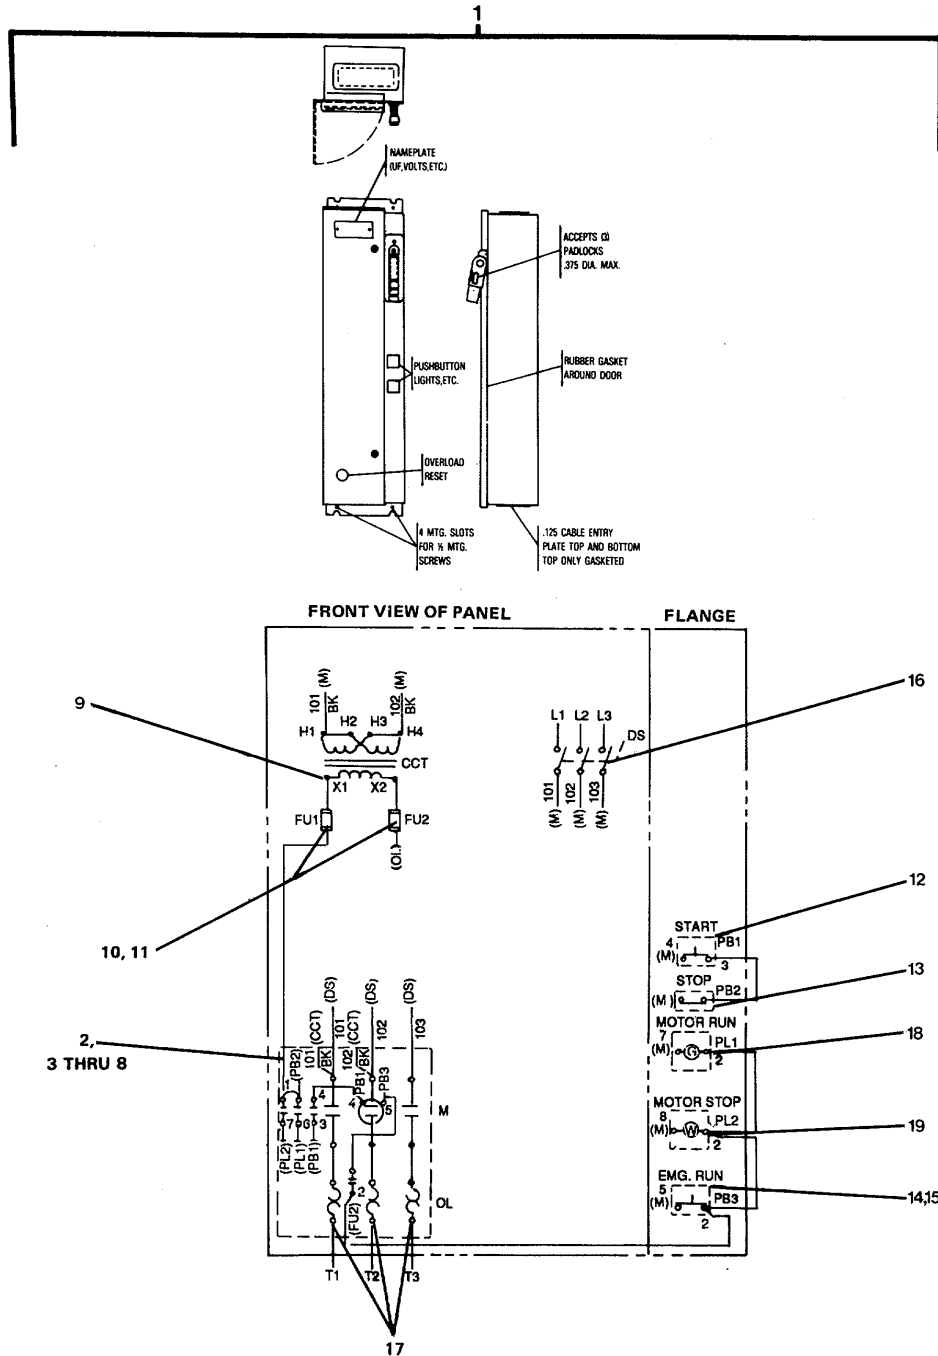 1
NAMEPLATE
(UF,VOLTS,ETC.)
ACCEPTS (3)
PADLOCKS
.375 DIA. MAX.
PUSHBUTTON
LIGHTS,ETC.
RUBBER GASKET
AROUND DOOR
OVERLOAD
RESET
4 MTG. SLOTS
FOR ½ MTG.
SCREWS
.125 CABLE ENTRY
PLATE TOP AND BOTTOM
TOP ONLY GASKETED
FRONT VIEW OF PANEL
FLANGE
9
16
101 (M)
BK
102 (M)
BK
H1
H2
H3
H4
CCT
X1
X2
FU1
FU2
(OL)
L1 L2 L3
DS
(M) 101
(M) 102
(M) 103
10, 11
12
START
4
(M)
PB1
3
13
STOP
(M)
PB2
MOTOR RUN
7
(M)
G
PL1
2
18
MOTOR STOP
8
(M)
W
PL2
2
19
EMG. RUN
5
(M)
PB3
2
14,15
2,
3 THRU 8
(DS)
(DS)
(DS)
101 (CCT)
BK
101
102 (CCT)
BK
102
103
(PB2)
1
4
PB1
4
PB3
5
M
7
6
3
(PL2)
(PL1)
(PB1)
2
(FU2)
OL
T1
T2
T3
17